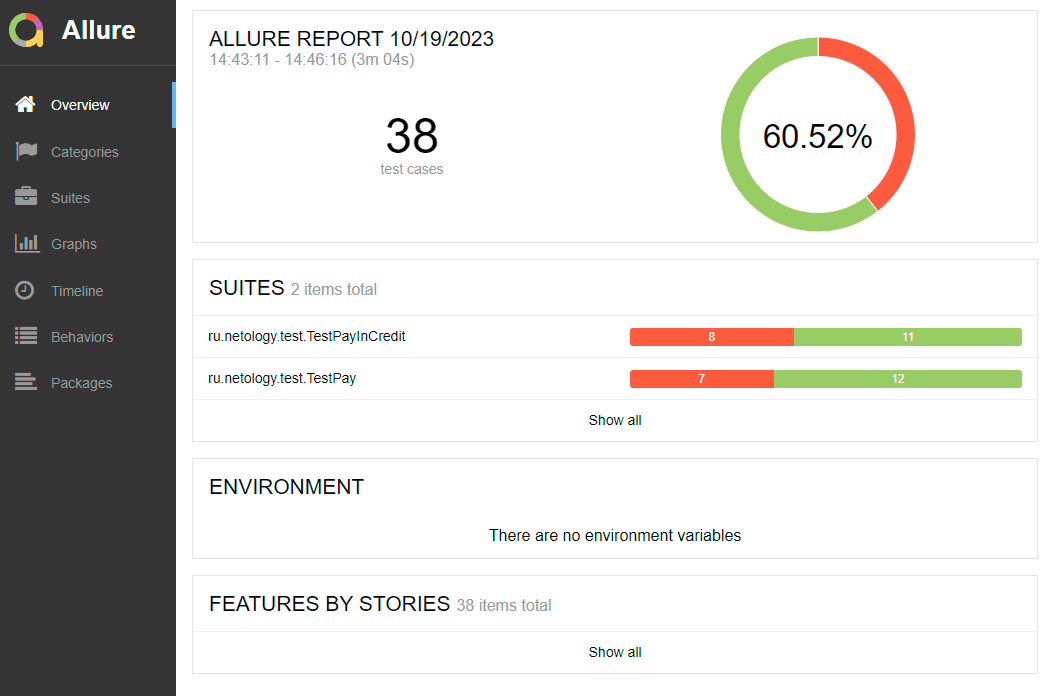 Allure
Overview
Categories
Suites
Graphs
Timeline
Behaviors
Packages
ALLURE REPORT 10/19/2023
14:43:11 - 14:46:16 (3m 04s)
38
test cases
60.52%
SUITES 2 items total
ru.netology.test.TestPayInCredit 8 11
ru.netology.test.TestPay 7 12
Show all
ENVIRONMENT
There are no environment variables
FEATURES BY STORIES 38 items total
Show all